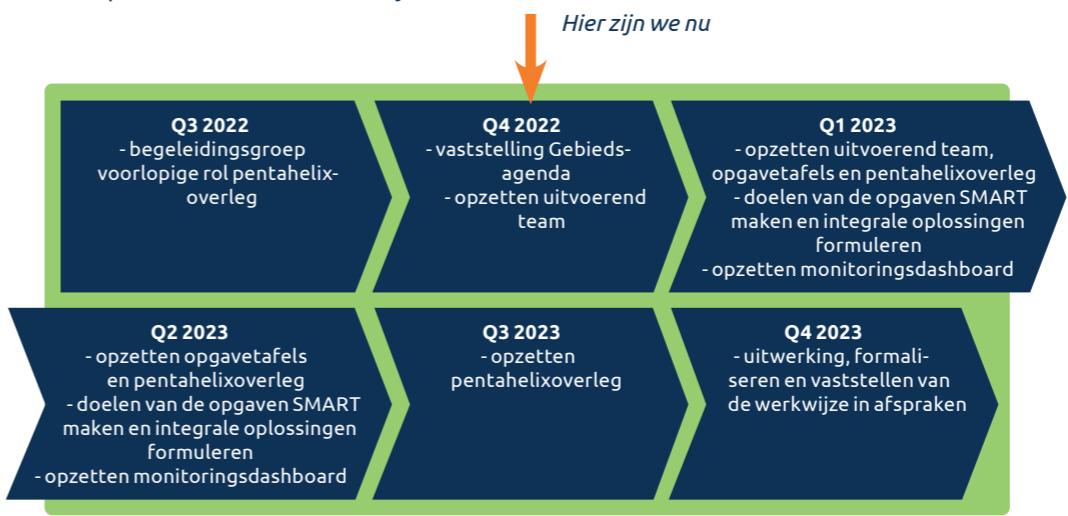 Hier zijn we nu
Q3 2022
- begeleidingsgroep
voorlopige rol pentahelix-
overleg
Q4 2022
- vaststelling Gebieds-
agenda
- opzetten uitvoerend
team
Q1 2023
- opzetten uitvoerend team,
opgavetafels en pentahelixoverleg
- doelen van de opgaven SMART
maken en integrale oplossingen
formuleren
- opzetten monitoringsdashboard
Q2 2023
- opzetten opgavetafels
en pentahelixoverleg
- doelen van de opgaven SMART
maken en integrale oplossingen
formuleren
- opzetten monitoringsdashboard
Q3 2023
- opzetten
pentahelixoverleg
Q4 2023
- uitwerking, formali-
seren en vaststellen van
de werkwijze in afspraken